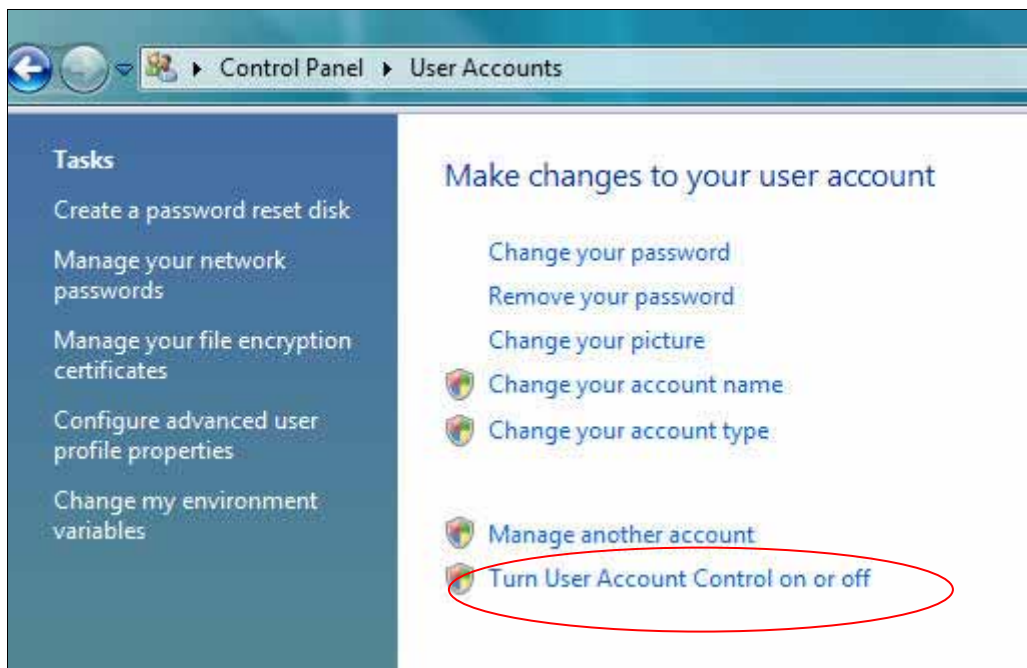 Control Panel User Accounts
Tasks
Create a password reset disk
Manage your network
passwords
Manage your file encryption
certificates
Configure advanced user
profile properties
Change my environment
variables
Make changes to your user account
Change your password
Remove your password
Change your picture
Change your account name
Change your account type
Manage another account
Turn User Account Control on or off